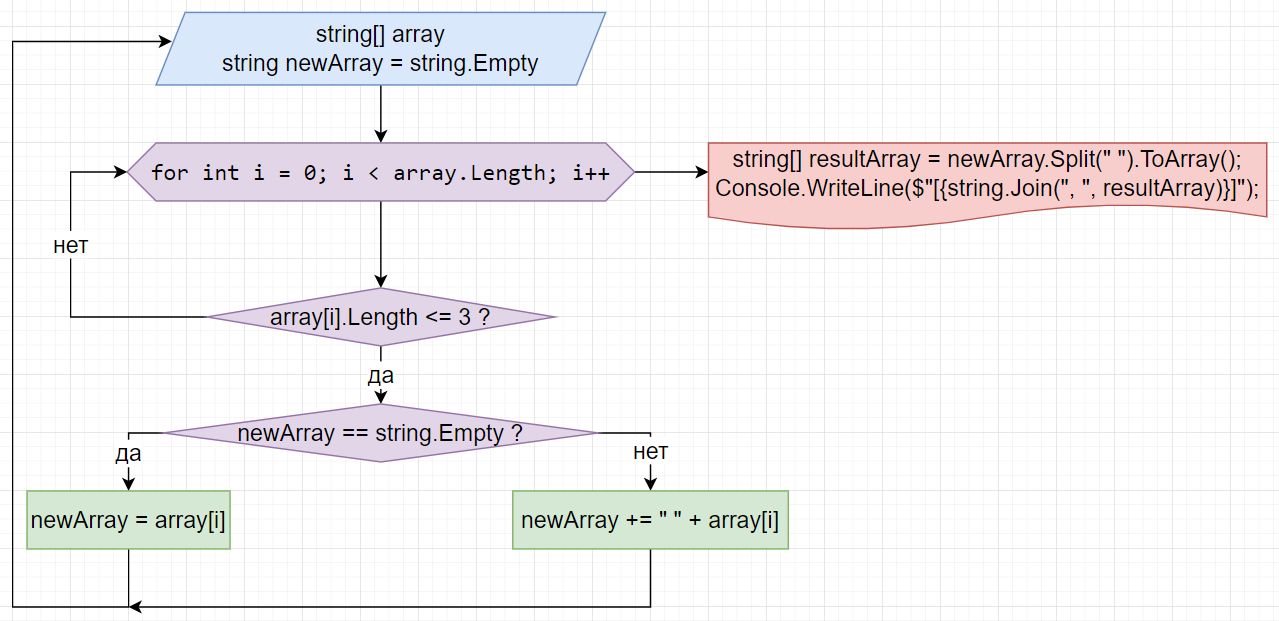 string[] array
string newArray = string.Empty
for int i = 0; i < array.Length; i++
string[] resultArray = newArray.Split(" ").ToArray();
Console.WriteLine($"[{string.Join(", ", resultArray)}]");
нет
array[i].Length <= 3 ?
да
newArray == string.Empty ?
да
нет
newArray = array[i]
newArray += " " + array[i]